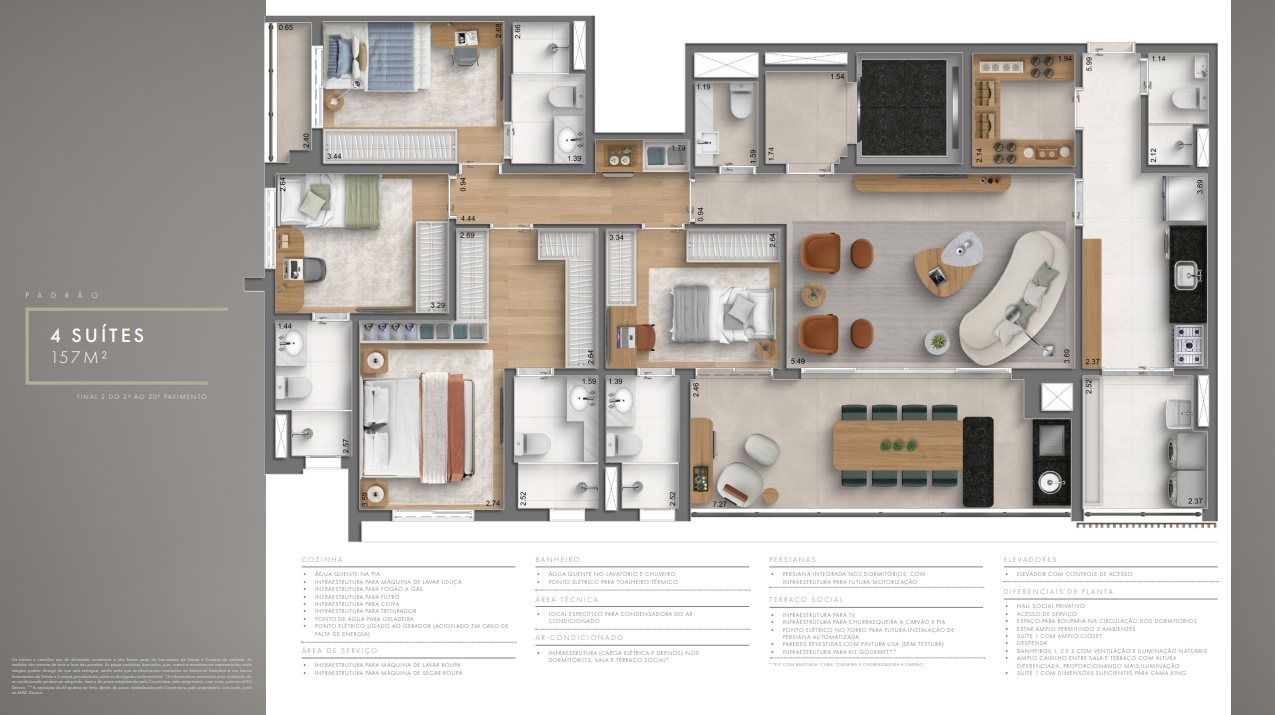 PADRÃO
4 SUÍTES
157M²
FINAL 2 DO 2º AO 20º PAVIMENTO
0.65
2.40
3.44
2.68
2.66
1.39
1.79
1.19
1.59
1.54
1.74
1.94
2.14
5.99
1.14
2.12
2.64
0.94
4.44
0.94
3.69
2.69
3.34
2.64
3.29
2.64
5.49
3.69
2.37
1.44
2.57
1.59
1.39
2.46
2.52
3.69
2.74
2.52
2.52
7.27
2.37
COZINHA
• ÁGUA QUENTE NA PIA
• INFRAESTRUTURA PARA MÁQUINA DE LAVAR LOUÇA
• INFRAESTRUTURA PARA FOGÃO A GÁS
• INFRAESTRUTURA PARA FILTRO
• INFRAESTRUTURA PARA COIFA
• INFRAESTRUTURA PARA TRITURADOR
• PONTO DE ÁGUA PARA GELADEIRA
• PONTO ELÉTRICO LIGADO AO GERADOR (ACIONADO EM CASO DE
FALTA DE ENERGIA)
ÁREA DE SERVIÇO
• INFRAESTRUTURA PARA MÁQUINA DE LAVAR ROUPA
• INFRAESTRUTURA PARA MÁQUINA DE SECAR ROUPA
BANHEIRO
• ÁGUA QUENTE NO LAVATÓRIO E CHUVEIRO
• PONTO ELÉTRICO PARA TOALHEIRO TÉRMICO
ÁREA TÉCNICA
• LOCAL ESPECÍFICO PARA CONDENSADORA DO AR-
CONDICIONADO
AR-CONDICIONADO
• INFRAESTRUTURA (CARGA ELÉTRICA E DRENOS) NOS
DORMITÓRIOS, SALA E TERRAÇO SOCIAL*
PERSIANAS
• PERSIANA INTEGRADA NOS DORMITÓRIOS, COM
INFRAESTRUTURA PARA FUTURA MOTORIZAÇÃO
TERRAÇO SOCIAL
• INFRAESTRUTURA PARA TV
• INFRAESTRUTURA PARA CHURRASQUEIRA A CARVÃO E PIA
• PONTO ELÉTRICO NO FORRO PARA FUTURA INSTALAÇÃO DE
PERSIANA AUTOMATIZADA
• PAREDES REVESTIDAS COM PINTURA LISA (SEM TEXTURA)
• INFRAESTRUTURA PARA KIT GOURMET**
**KIT COM BANCADA, CUBA, TORNEIRA E CHURRASQUEIRA A CARVÃO.
ELEVADORES
• ELEVADOR COM CONTROLE DE ACESSO
DIFERENCIAIS DE PLANTA
• HALL SOCIAL PRIVATIVO
• ACESSO DE SERVIÇO
• ESPAÇO PARA ROUPARIA NA CIRCULAÇÃO DOS DORMITÓRIOS
• ESTAR AMPLO PERMITINDO 2 AMBIENTES
• SUÍTE 1 COM AMPLO CLOSET
• DESPENSA
• BANHEIROS 1, 2 E 4 COM VENTILAÇÃO E ILUMINAÇÃO NATURAIS
• AMPLO CAIXILHO ENTRE SALA E TERRAÇO COM ALTURA
DIFERENCIADA, PROPORCIONANDO MAIS ILUMINAÇÃO
• SUÍTE 1 COM DIMENSÕES SUFICIENTES PARA CAMA KING